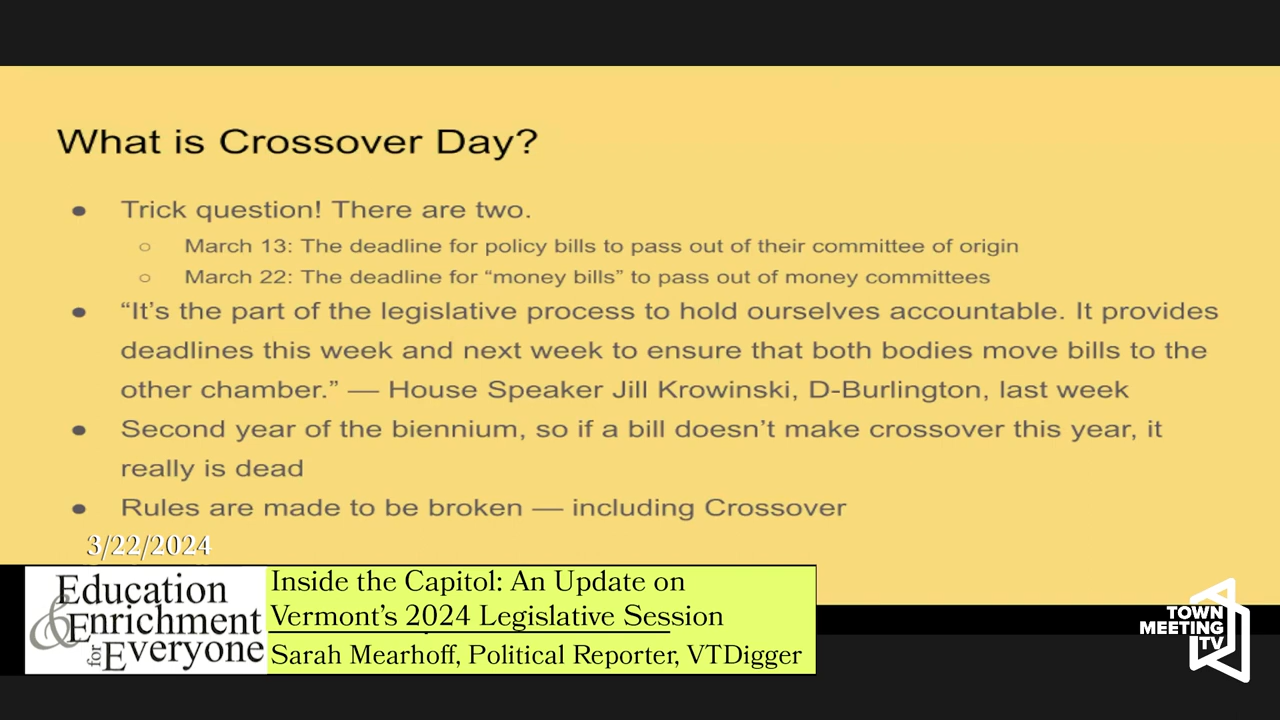 What is Crossover Day?
● Trick question! There are two.
○ March 13: The deadline for policy bills to pass out of their committee of origin
○ March 22: The deadline for “money bills” to pass out of money committees
● “It’s the part of the legislative process to hold ourselves accountable. It provides
deadlines this week and next week to ensure that both bodies move bills to the
other chamber.” — House Speaker Jill Krowinski, D-Burlington, last week
● Second year of the biennium, so if a bill doesn’t make crossover this year, it
really is dead
● Rules are made to be broken — including Crossover
3/22/2024
Education
& Enrichment
for Everyone
Inside the Capitol: An Update on
Vermont’s 2024 Legislative Session
Sarah Mearhoff, Political Reporter, VTDigger
TOWN
MEETING
TV